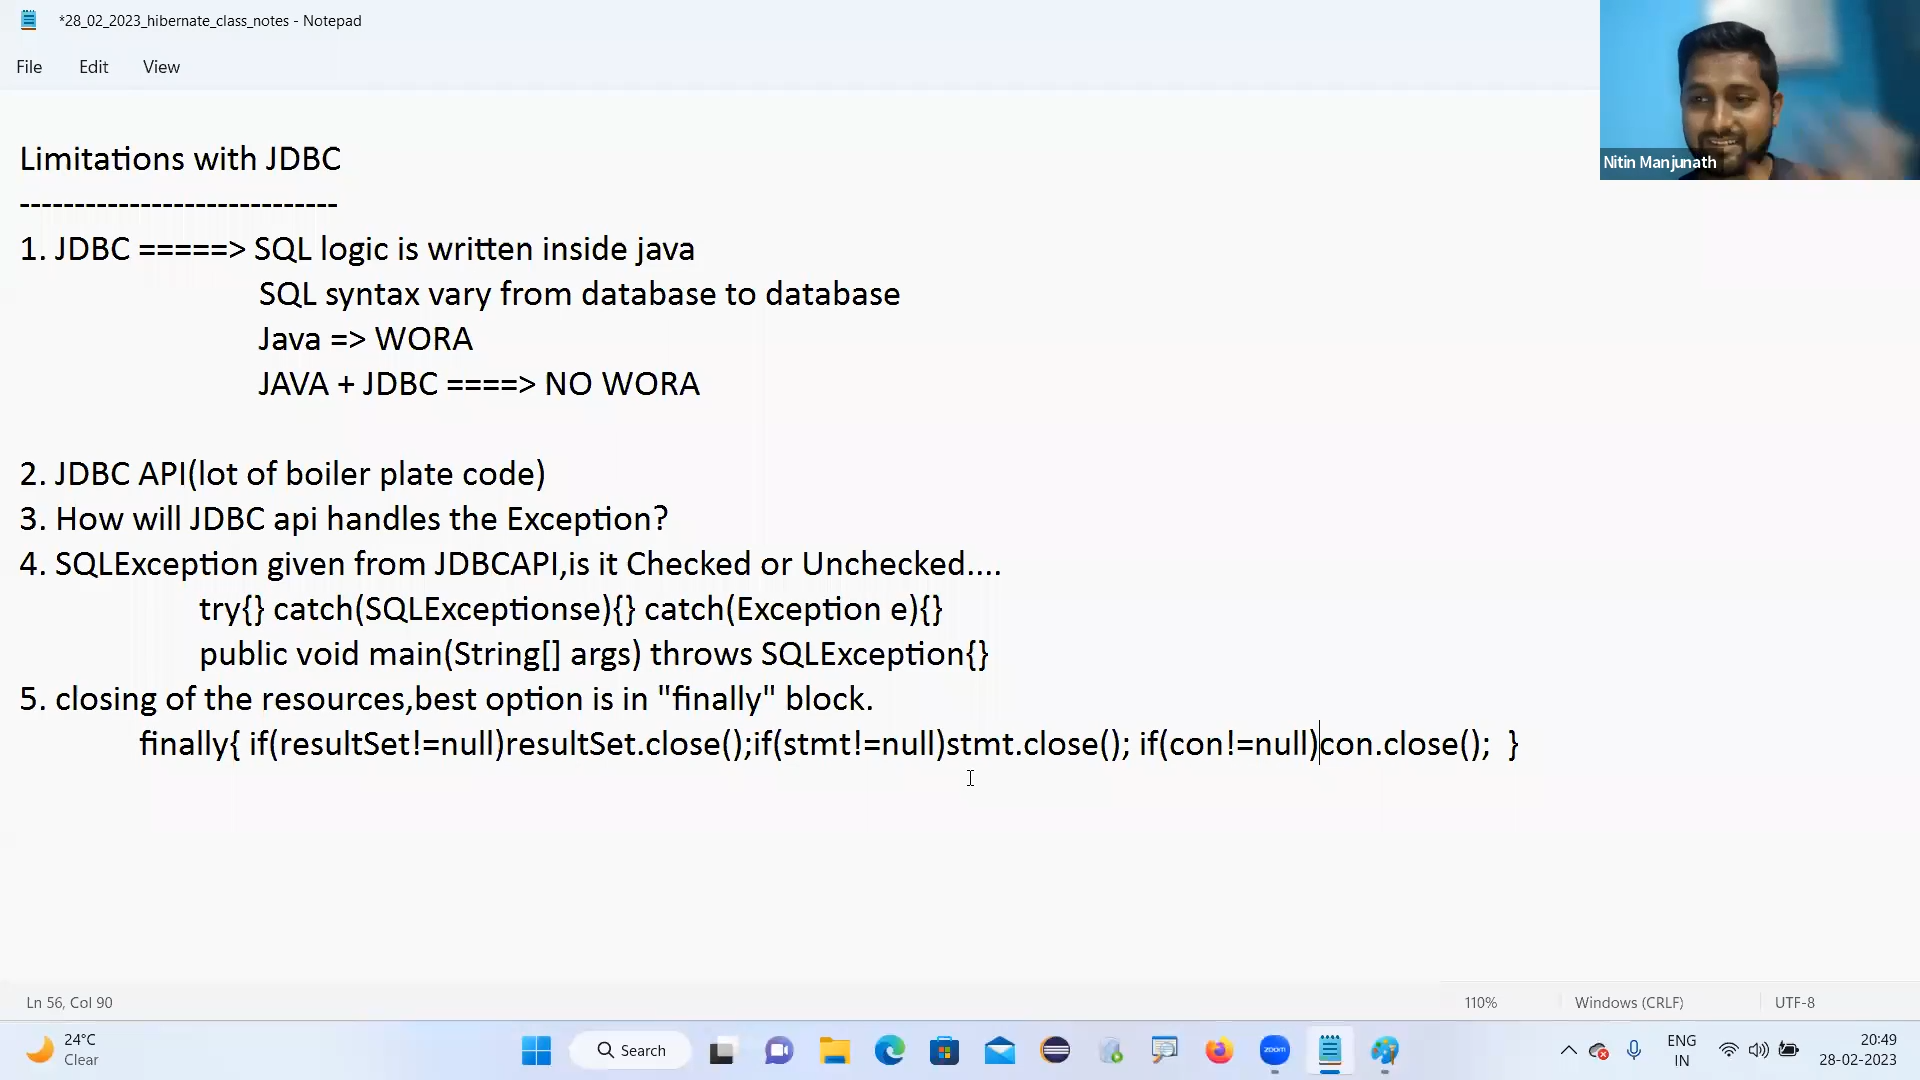 *28_02_2023_hibernate_class_notes - Notepad
File Edit View
Nitin Manjunath
Limitations with JDBC
-----------------------------
1. JDBC =====> SQL logic is written inside java
SQL syntax vary from database to database
Java => WORA
JAVA + JDBC ====> NO WORA
2. JDBC API(lot of boiler plate code)
3. How will JDBC api handles the Exception?
4. SQLException given from JDBCAPI,is it Checked or Unchecked....
try{} catch(SQLExceptionse){} catch(Exception e){}
public void main(String[] args) throws SQLException{}
5. closing of the resources,best option is in "finally" block.
finally{ if(resultSet!=null)resultSet.close();if(stmt!=null)stmt.close(); if(con!=null)con.close();  }
Ln 56, Col 90 110% Windows (CRLF) UTF-8
24°C
Clear
Search
zoom
ENG
IN
20:49
28-02-2023